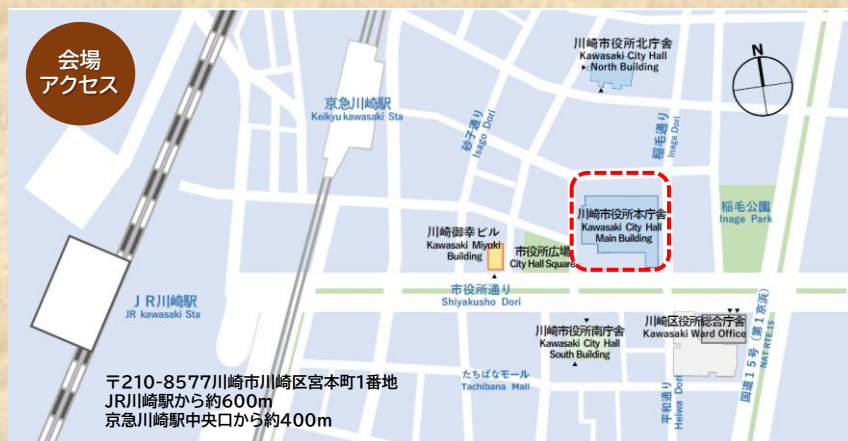 会場
アクセス
川崎市役所北庁舎
Kawasaki City Hall
North Building
N
京急川崎駅
Keikyu kawasaki Sta
砂子通り
Isago Dori
稲毛通り
Inage Dori
川崎市役所本庁舎
Kawasaki City Hall
Main Building
稲毛公園
Inage Park
川崎御幸ビル
Kawasaki Miyuki
Building
市役所広場
City Hall Square
市役所通り
Shiyakusho Dori
JR川崎駅
JR kawasaki Sta
川崎市役所南庁舎
Kawasaki City Hall
South Building
川崎区役所総合庁舎
Kawasaki Ward Office
国道15号(第1京浜)
NAT RTE.15
たちばなモール
Tachibana Mall
平和通り
Heiwa Dori
〒210-8577川崎市川崎区宮本町1番地
JR川崎駅から約600m
京急川崎駅中央口から約400m